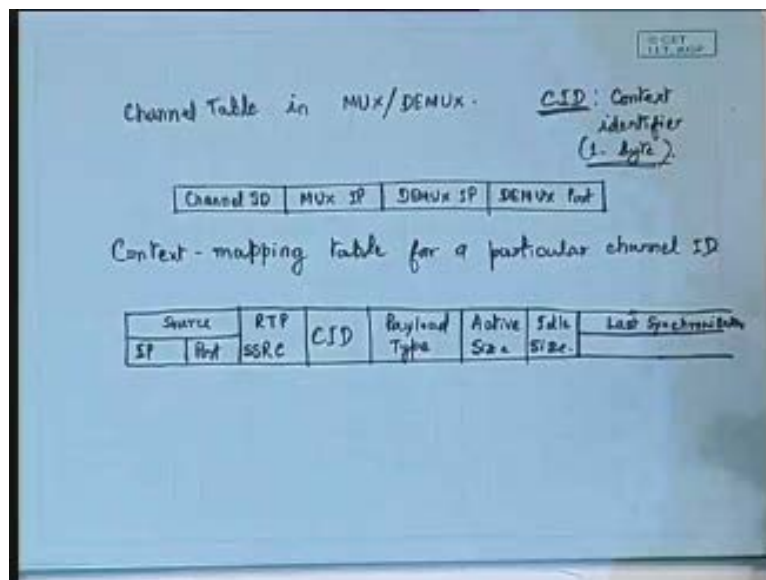 © CET
I.I.T. KGP
Channel Table in MUX/DEMUX.
CID: Context
identifier
(1- byte).
Channel ID | MUX IP | DEMUX IP | DEMUX Port
Context-mapping table for a particular channel ID
Source | RTP SSRC | CID | Payload Type | Active Size | Idle Size. | Last Synchronization
IP | Port